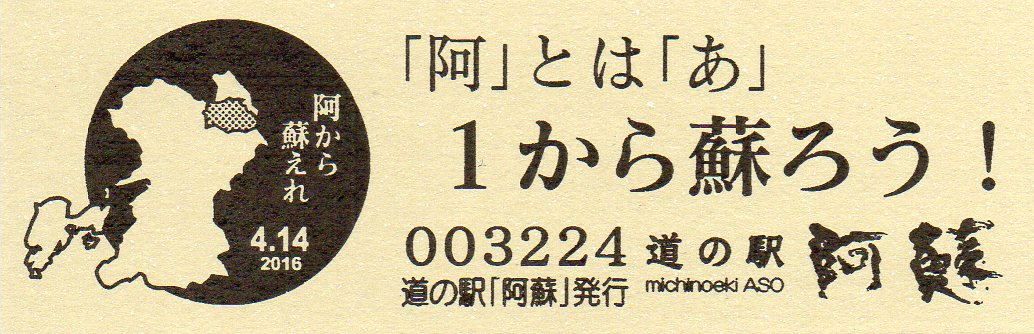 阿から
蘇えれ
4.14
2016
「阿」とは「あ」
1から蘇ろう!
003224
道の駅「阿蘇」発行
道の駅
michinoeki ASO
阿蘇